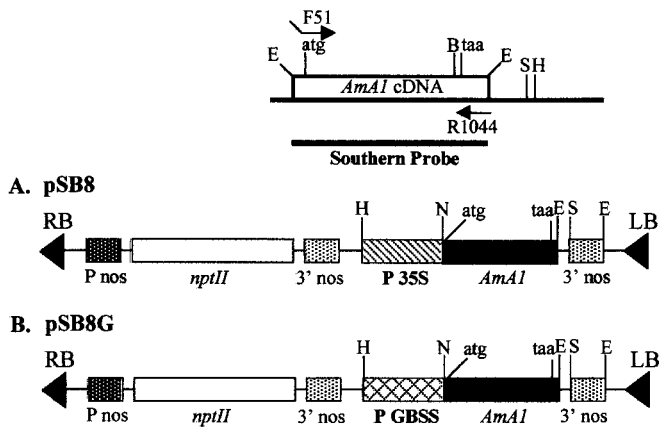 F51
atg
E
B taa
E
SH
AmA1 cDNA
R1044
Southern Probe
A. pSB8
RB
H
N
atg
taa E S
E
LB
P nos
nptII
3' nos
P 35S
AmA1
3' nos
B. pSB8G
RB
H
N
atg
taa E S
E
LB
P nos
nptII
3' nos
P GBSS
AmA1
3' nos